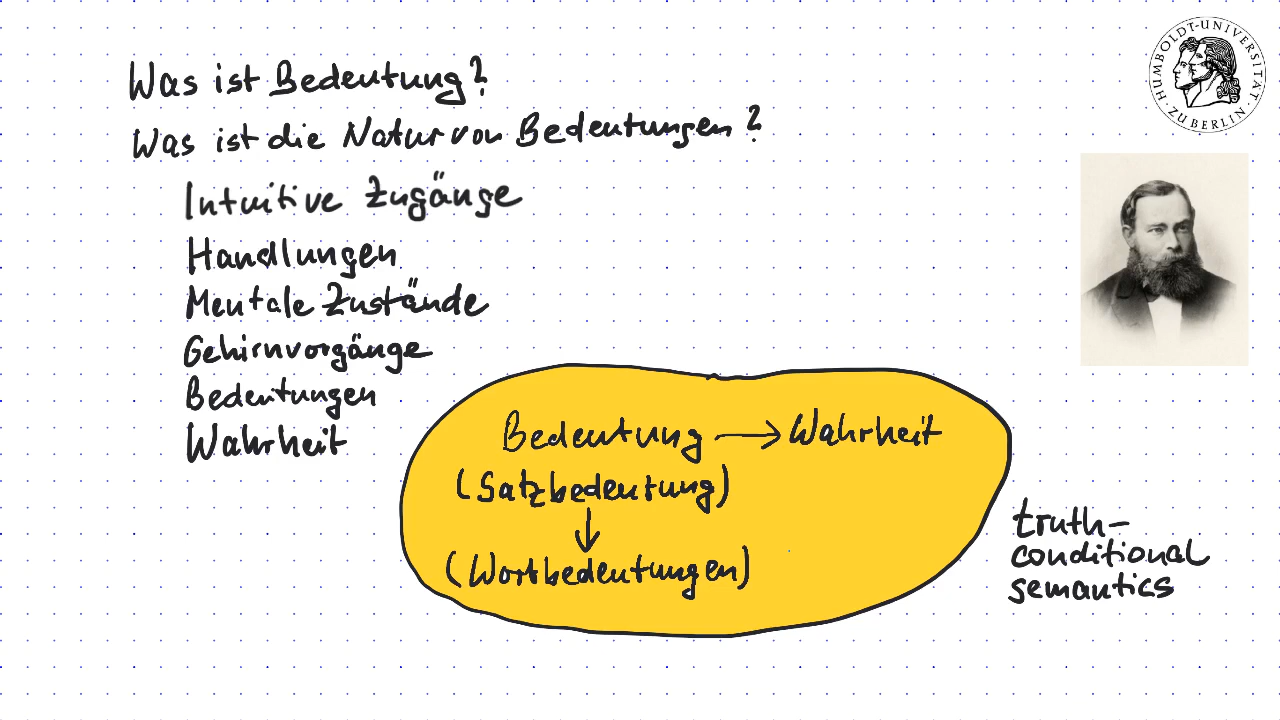 Was ist Bedeutung?
Was ist die Natur von Bedeutungen?
Intuitive Zugänge
Handlungen
Mentale Zustände
Gehirnvorgänge
Bedeutungen
Wahrheit
Bedeutung → Wahrheit
(Satzbedeutung)
↓
(Wortbedeutungen)
truth-
conditional
semantics
HUMBOLDT-UNIVERSITÄT ZU BERLIN